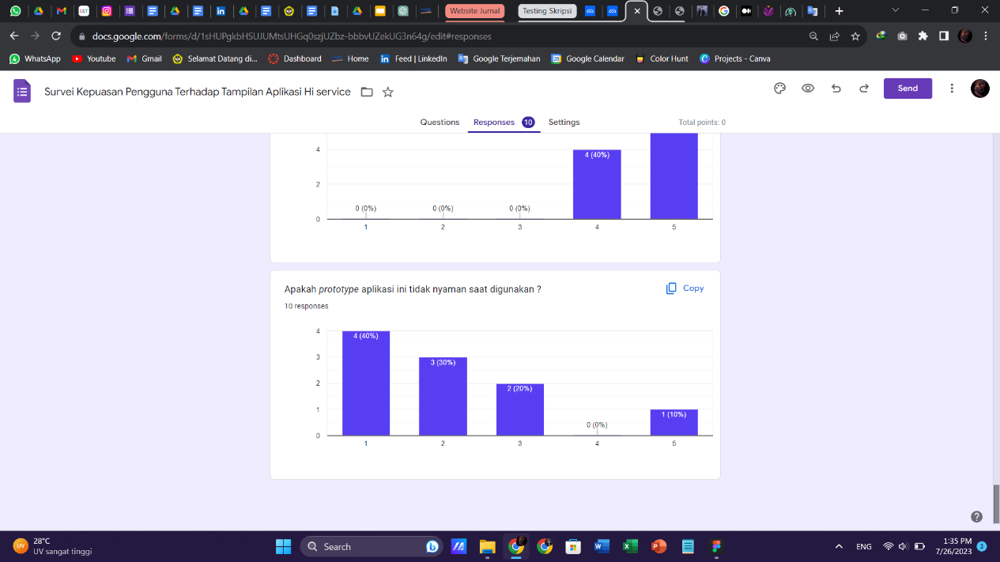 SST
Website Jurnal
Testing Skripsi
docs.google.com/forms/d/1sHUPgkbHSUJUMtsUHGq0szjUZbz-bbbvUZekUG3n64g/edit#responses
WhatsApp Youtube Gmail Selamat Datang di... Dashboard Home Feed | LinkedIn Google Terjemahan Google Calendar Color Hunt Projects - Canva
Survei Kepuasan Pengguna Terhadap Tampilan Aplikasi Hi service
Send
Questions Responses 10 Settings
Total points: 0
4
4 (40%)
2
0 (0%) 0 (0%) 0 (0%)
0
1 2 3 4 5
Apakah prototype aplikasi ini tidak nyaman saat digunakan ?
Copy
10 responses
4
4 (40%)
3
3 (30%)
2
2 (20%)
1
1 (10%)
0 (0%)
0
1 2 3 4 5
UV
28°C
UV sangat tinggi
Search
ENG
1:35 PM
7/26/2023
3